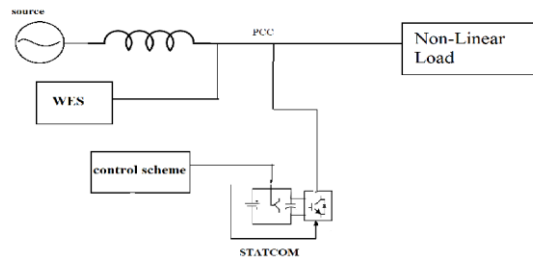 source
PCC
Non-Linear
Load
WES
control scheme
STATCOM